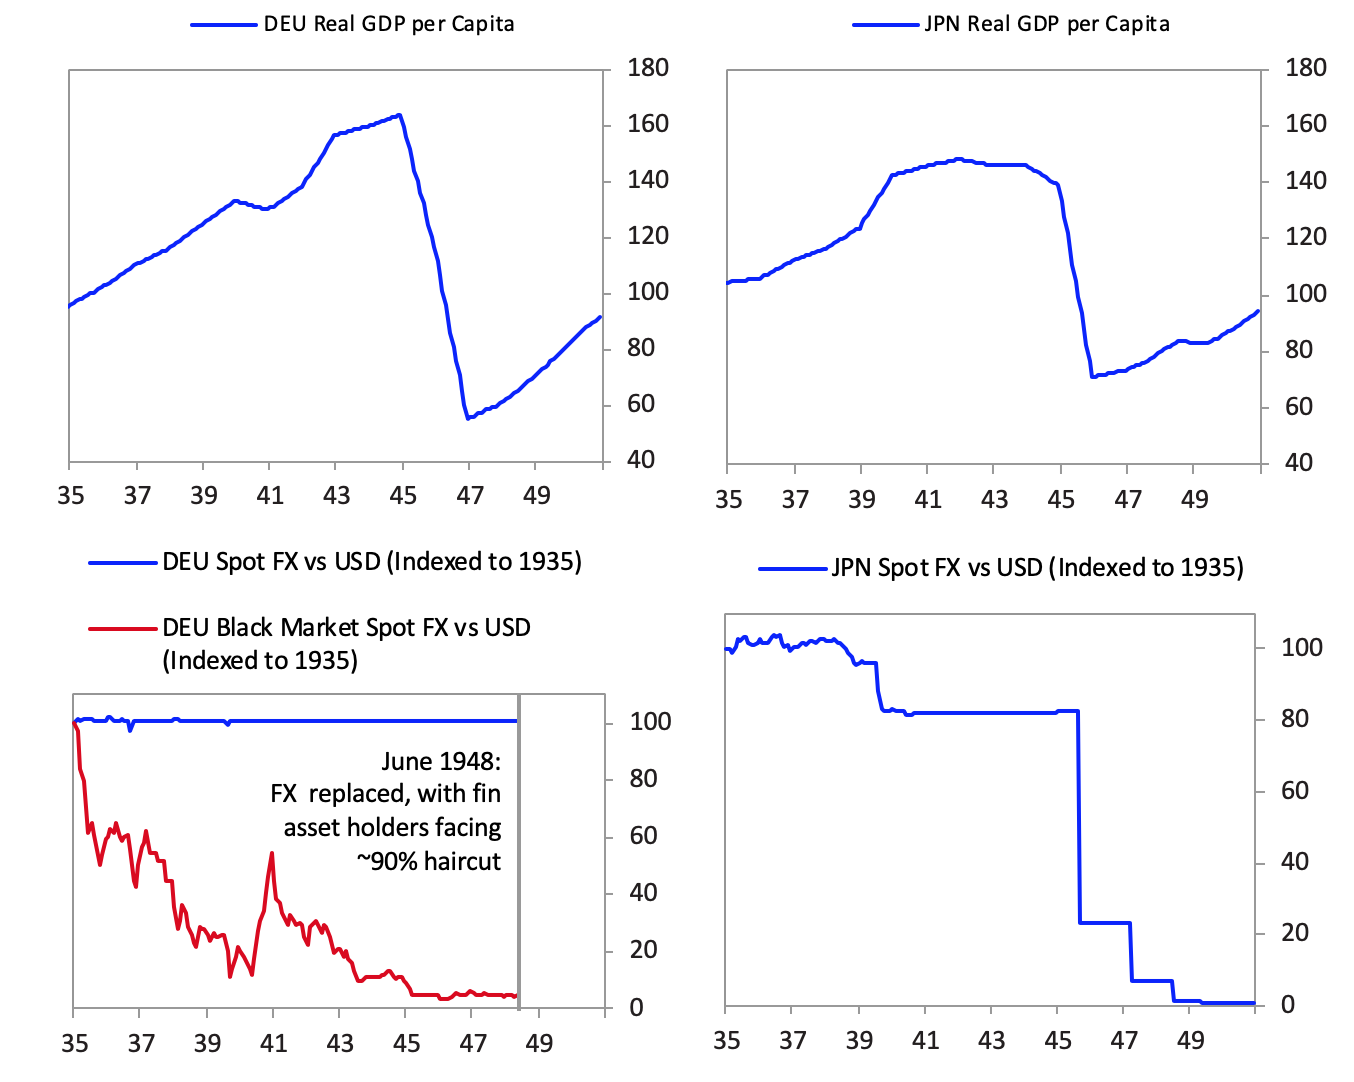 DEU Real GDP per Capita
180
160
140
120
100
80
60
40
35 37 39 41 43 45 47 49
JPN Real GDP per Capita
180
160
140
120
100
80
60
40
35 37 39 41 43 45 47 49
DEU Spot FX vs USD (Indexed to 1935)
DEU Black Market Spot FX vs USD
(Indexed to 1935)
June 1948:
FX replaced, with fin
asset holders facing
~90% haircut
100
80
60
40
20
0
35 37 39 41 43 45 47 49
JPN Spot FX vs USD (Indexed to 1935)
100
80
60
40
20
0
35 37 39 41 43 45 47 49